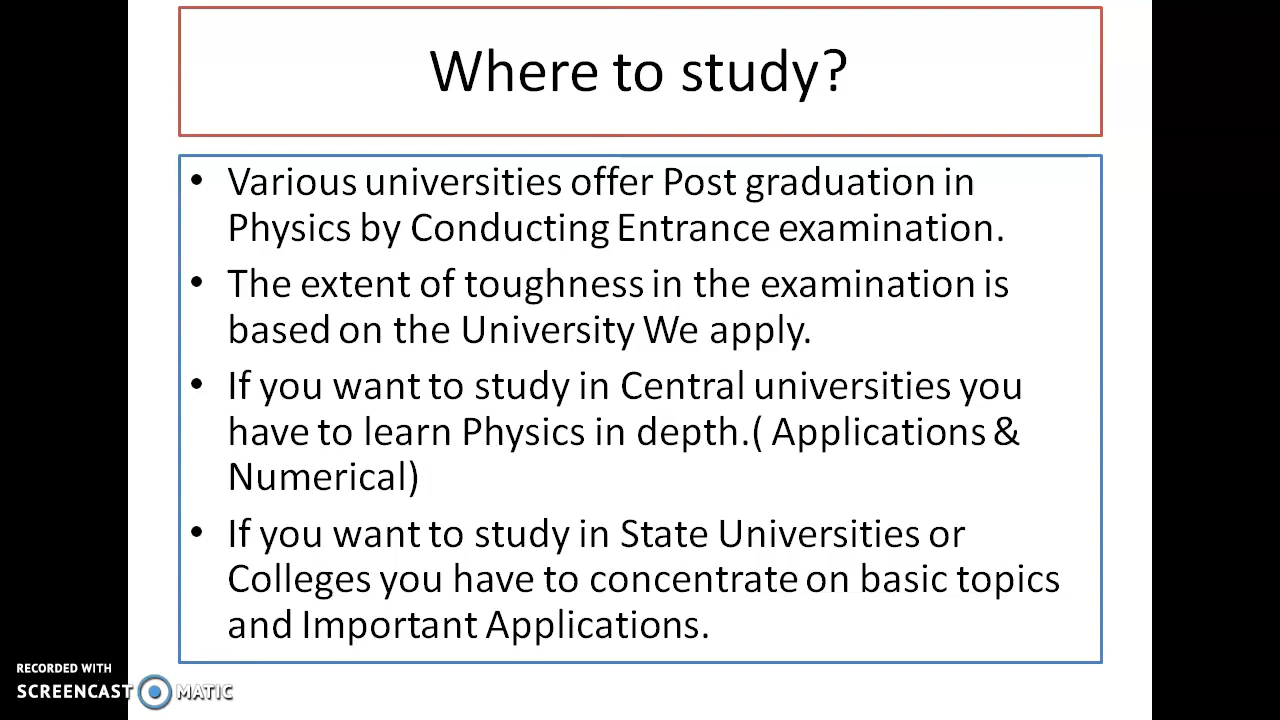 Where to study?
• Various universities offer Post graduation in
Physics by Conducting Entrance examination.
• The extent of toughness in the examination is
based on the University We apply.
• If you want to study in Central universities you
have to learn Physics in depth.( Applications &
Numerical)
• If you want to study in State Universities or
Colleges you have to concentrate on basic topics
and Important Applications.
RECORDED WITH
SCREENCAST MATIC